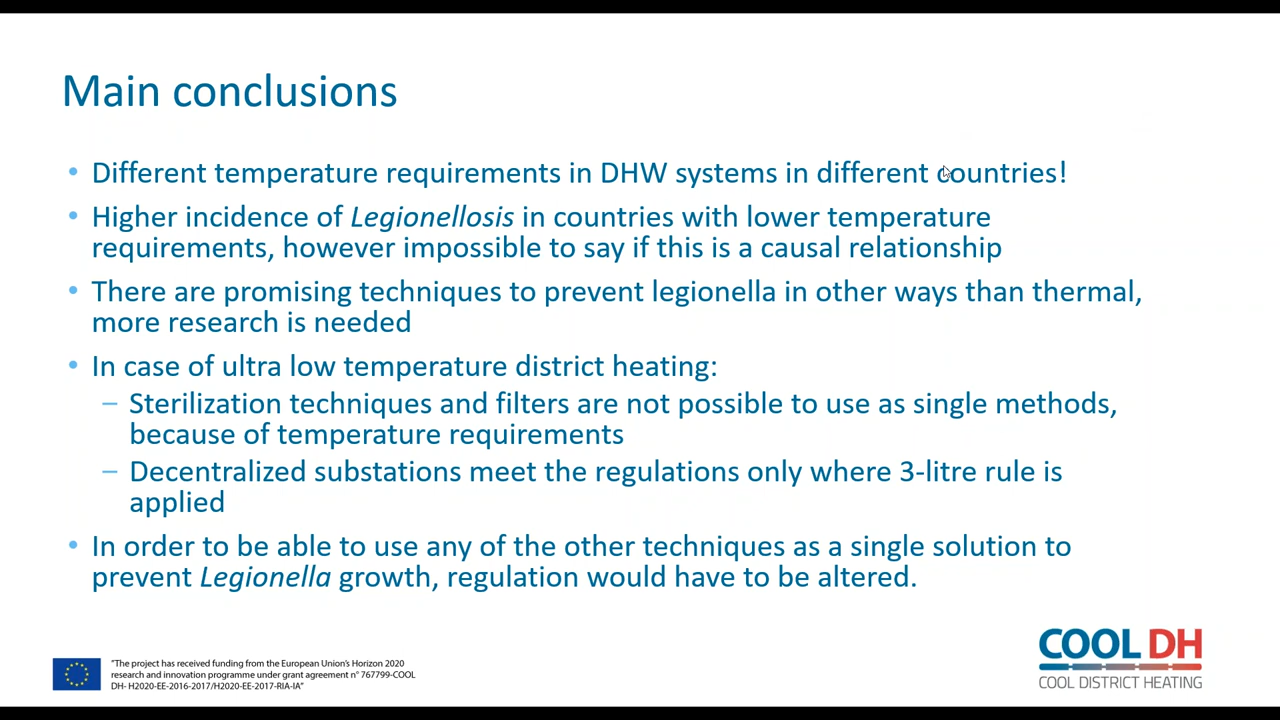 Main conclusions
• Different temperature requirements in DHW systems in different countries!
• Higher incidence of Legionellosis in countries with lower temperature
requirements, however impossible to say if this is a causal relationship
• There are promising techniques to prevent legionella in other ways than thermal,
more research is needed
• In case of ultra low temperature district heating:
– Sterilization techniques and filters are not possible to use as single methods,
because of temperature requirements
– Decentralized substations meet the regulations only where 3-litre rule is
applied
• In order to be able to use any of the other techniques as a single solution to
prevent Legionella growth, regulation would have to be altered.
"The project has received funding from the European Union's Horizon 2020
research and innovation programme under grant agreement n° 767799-COOL
DH- H2020-EE-2016-2017/H2020-EE-2017-RIA-IA"
COOL DH
COOL DISTRICT HEATING